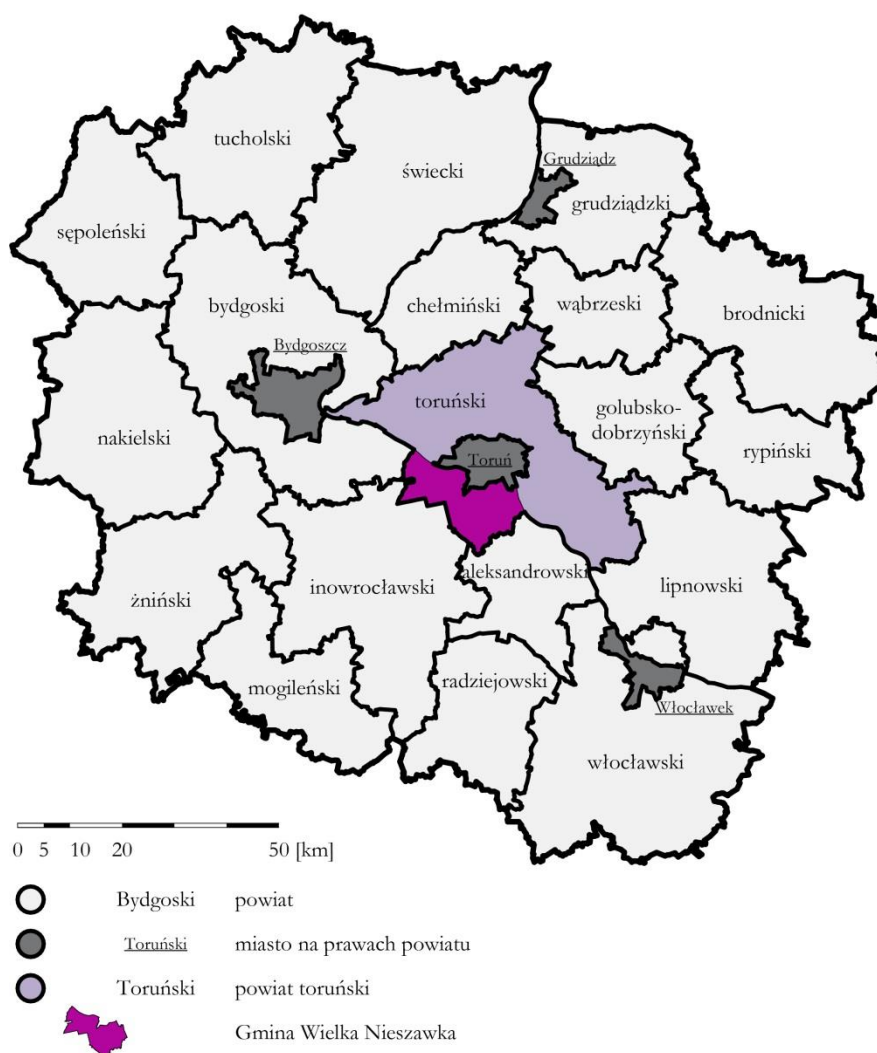 tucholski
świecki
Grudziądz
grudziądzki
sępoleński
bydgoski
chełmiński
wąbrzeski
brodnicki
Bydgoszcz
toruński
golubsko-
dobrzyński
nakielski
rypiński
Toruń
aleksandrowski
inowrocławski
lipnowski
żniński
mogileński
radziejowski
Włocławek
włocławski
0 5 10 20 50 [km]
Bydgoski powiat
Toruński miasto na prawach powiatu
Toruński powiat toruński
Gmina Wielka Nieszawka